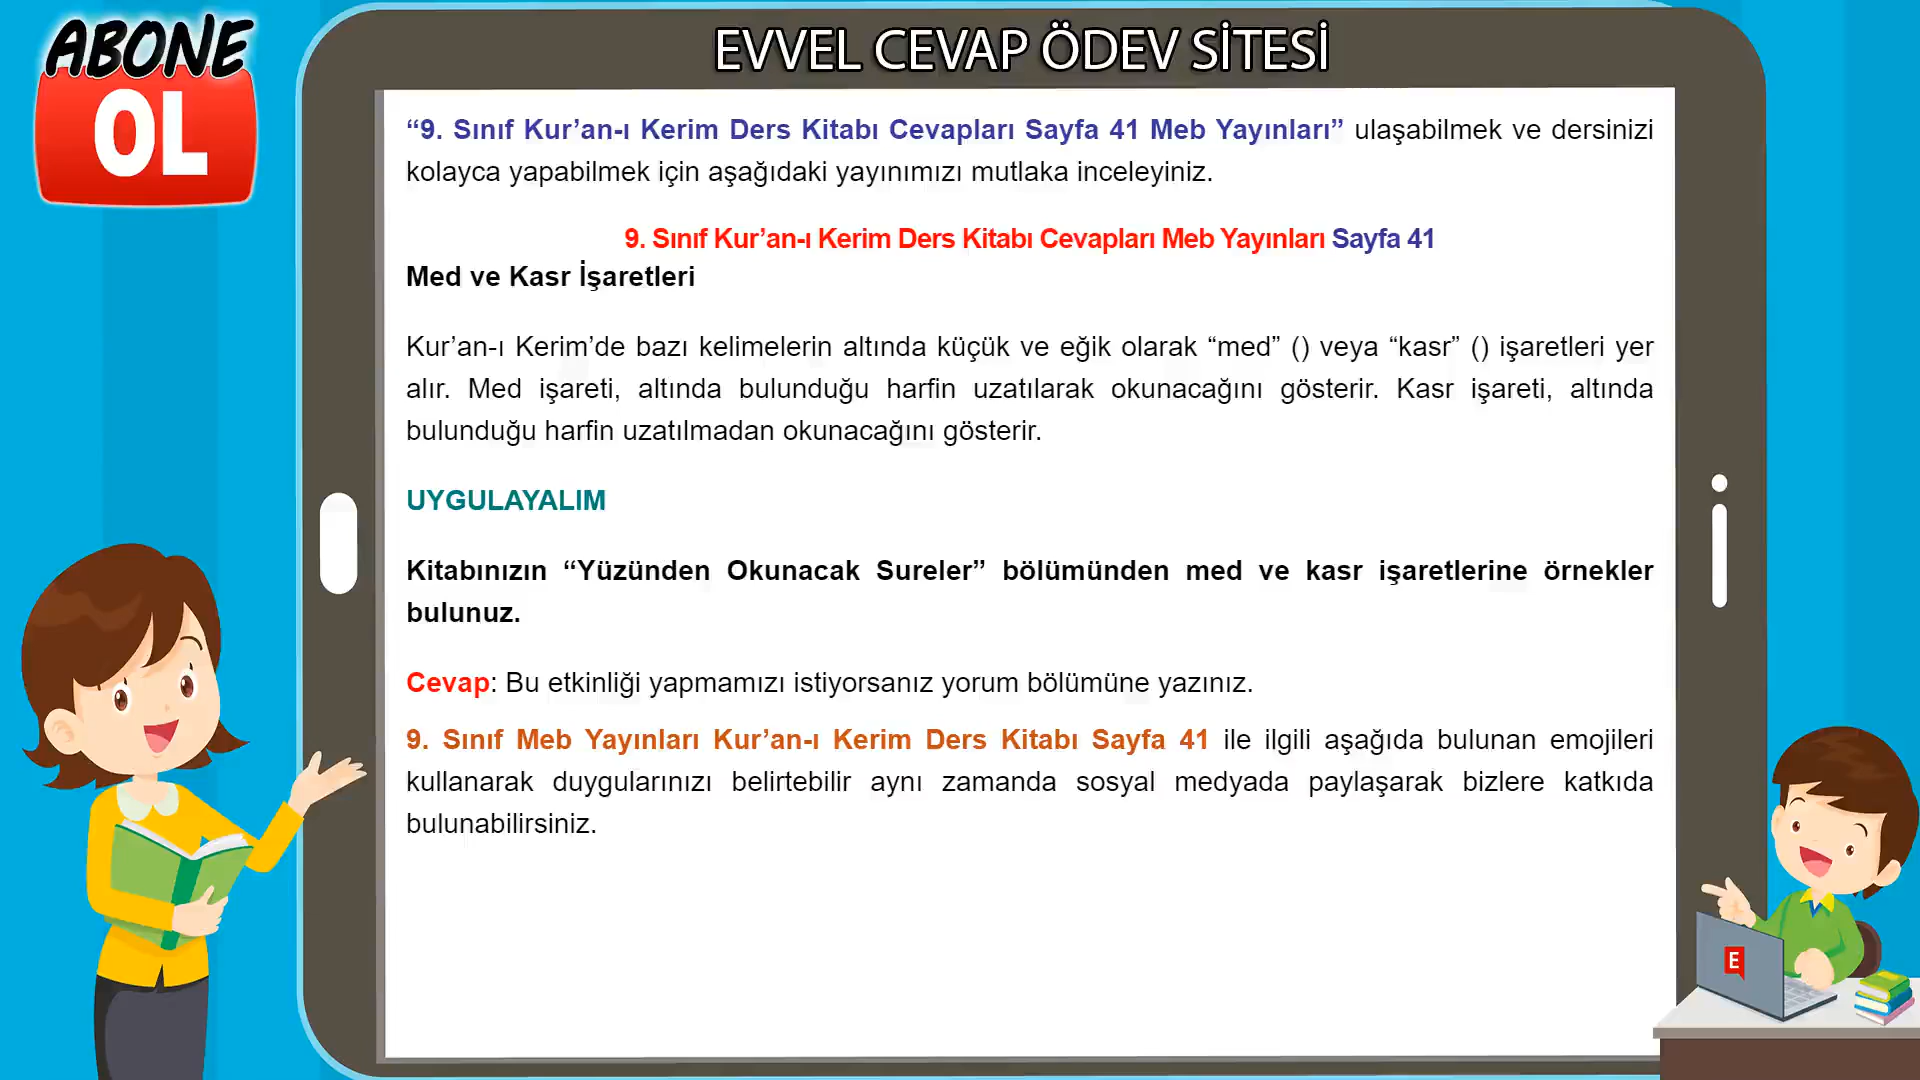 ABONE
OL
EVVEL CEVAP ÖDEV SİTESİ
“9. Sınıf Kur’an-ı Kerim Ders Kitabı Cevapları Sayfa 41 Meb Yayınları” ulaşabilmek ve dersinizi
kolayca yapabilmek için aşağıdaki yayınımızı mutlaka inceleyiniz.
9. Sınıf Kur’an-ı Kerim Ders Kitabı Cevapları Meb Yayınları Sayfa 41
Med ve Kasr İşaretleri
Kur’an-ı Kerim’de bazı kelimelerin altında küçük ve eğik olarak “med” () veya “kasr” () işaretleri yer
alır. Med işareti, altında bulunduğu harfin uzatılarak okunacağını gösterir. Kasr işareti, altında
bulunduğu harfin uzatılmadan okunacağını gösterir.
UYGULAYALIM
Kitabınızın “Yüzünden Okunacak Sureler” bölümünden med ve kasr işaretlerine örnekler
bulunuz.
Cevap: Bu etkinliği yapmamızı istiyorsanız yorum bölümüne yazınız.
9. Sınıf Meb Yayınları Kur’an-ı Kerim Ders Kitabı Sayfa 41 ile ilgili aşağıda bulunan emojileri
kullanarak duygularınızı belirtebilir aynı zamanda sosyal medyada paylaşarak bizlere katkıda
bulunabilirsiniz.
E